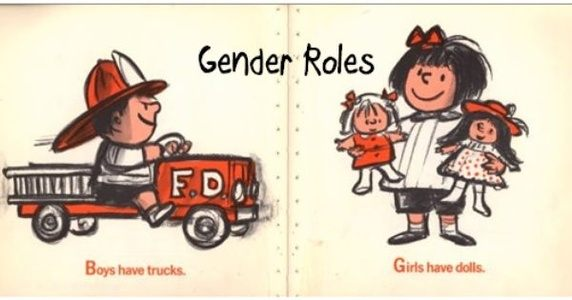 Gender Roles
F.D.
Boys have trucks.
Girls have dolls.